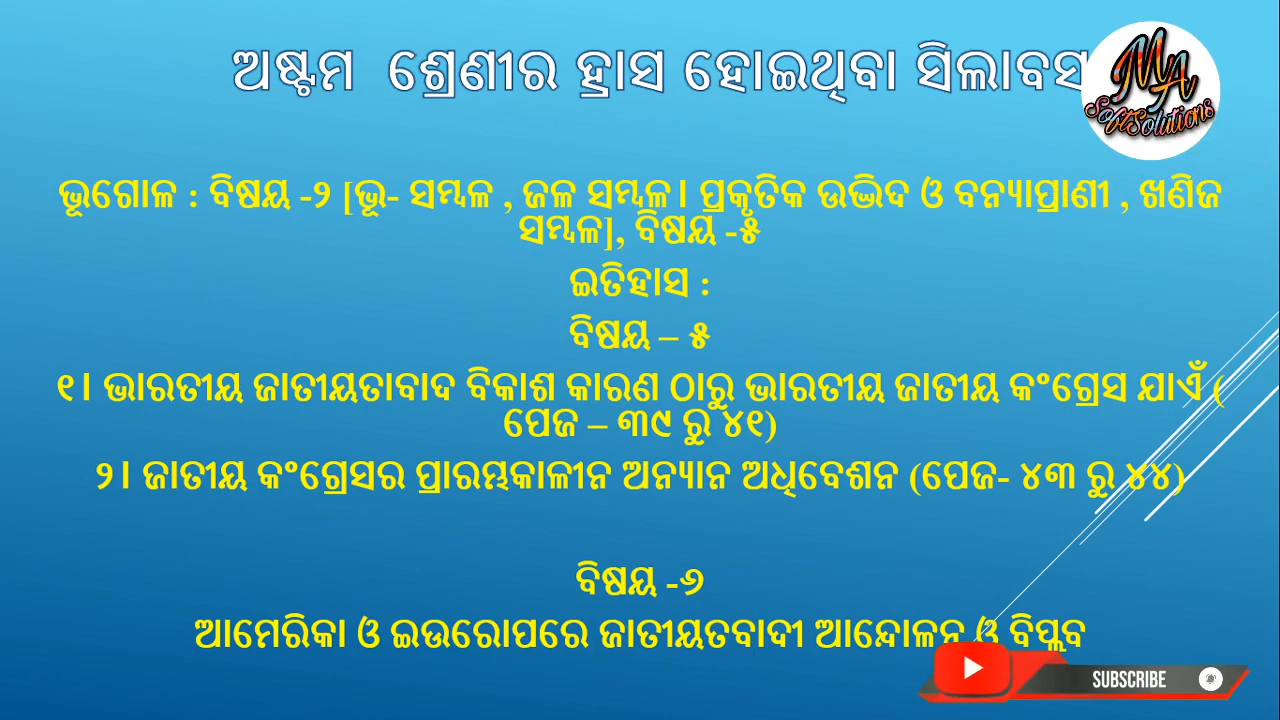 ଅଷ୍ଟମ ଶ୍ରେଣୀର ହ୍ରାସ ହୋଇଥିବା ସିଲାବସ
MA
SVtSolutions
ଭୂଗୋଳ : ବିଷୟ -୨ [ଭୂ- ସମ୍ବଳ , ଜଳ ସମ୍ବଳ। ପ୍ରକୃତିକ ଉଦ୍ଭିଦ ଓ ବନ୍ୟାପ୍ରାଣୀ , ଖଣିଜ
ସମ୍ବଳ], ବିଷୟ -୫
ଇତିହାସ :
ବିଷୟ – ୫
୧। ଭାରତୀୟ ଜାତୀୟତାବାଦ ବିକାଶ କାରଣ ଠାରୁ ଭାରତୀୟ ଜାତୀୟ କଂଗ୍ରେସ ଯାଏଁ (
ପେଜ – ୩୯ ରୁ ୪୧)
୨। ଜାତୀୟ କଂଗ୍ରେସର ପ୍ରାରମ୍ଭକାଳୀନ ଅନ୍ୟାନ ଅଧିବେଶନ (ପେଜ- ୪୩ ରୁ ୪୪)
ବିଷୟ -୬
ଆମେରିକା ଓ ଇଉରୋପରେ ଜାତୀୟତବାଦୀ ଆନ୍ଦୋଳନ ଓ ବିପ୍ଲବ
SUBSCRIBE